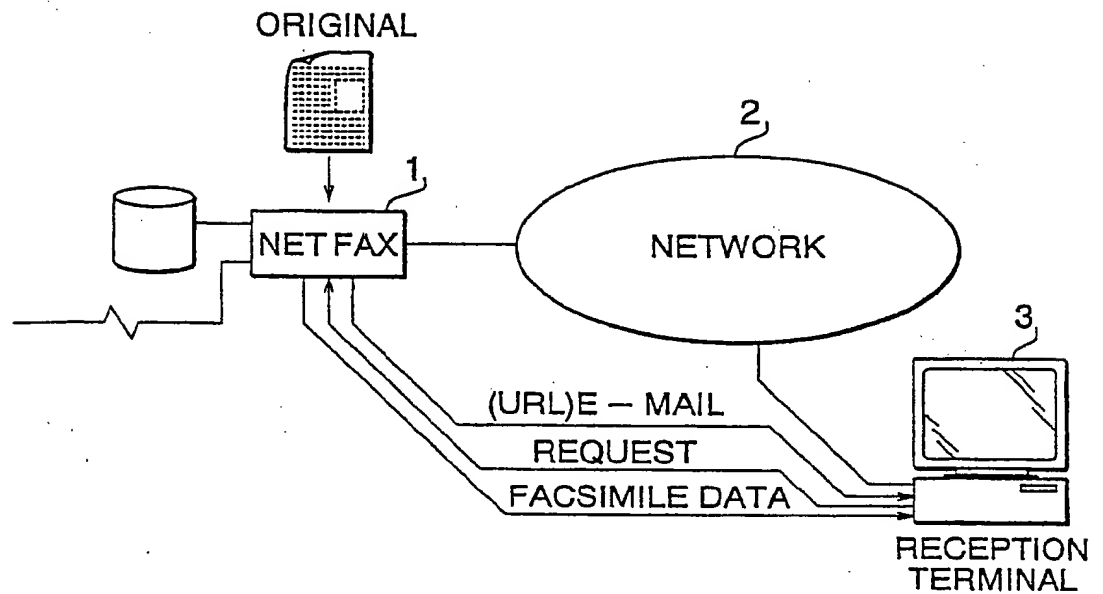 ORIGINAL
1
2
NET FAX
NETWORK
3
(URL)E – MAIL
REQUEST
FACSIMILE DATA
RECEPTION
TERMINAL